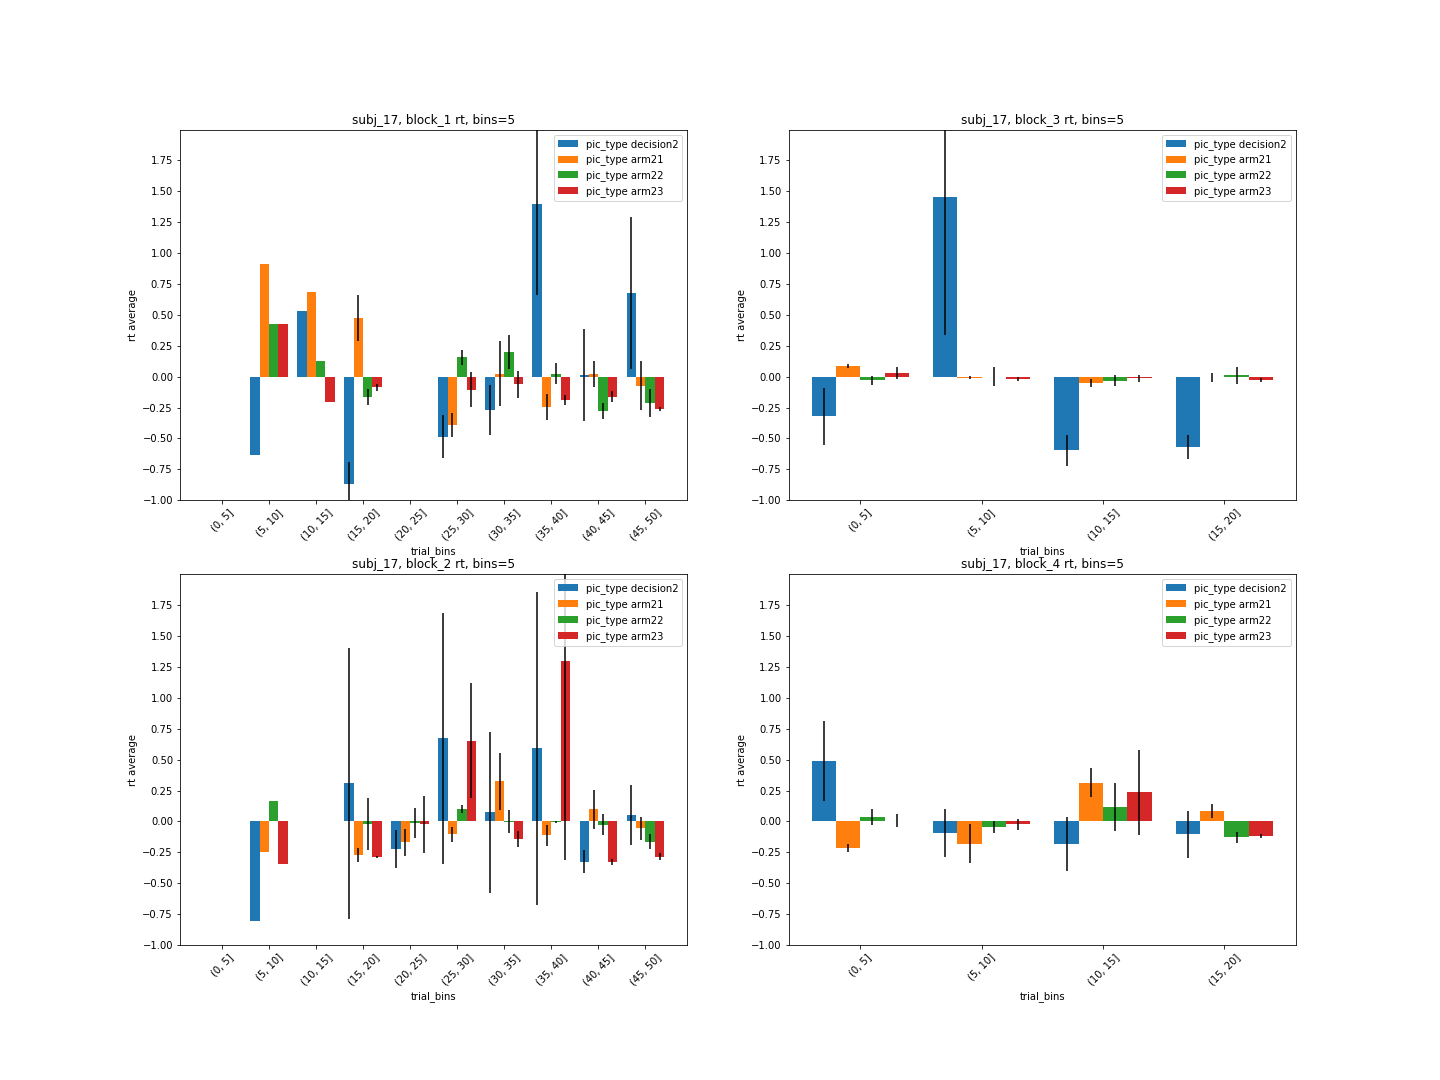 subj_17, block_1 rt, bins=5
pic_type decision2
pic_type arm21
pic_type arm22
pic_type arm23
1.75
1.50
1.25
1.00
0.75
0.50
0.25
0.00
−0.25
−0.50
−0.75
−1.00
rt average
(0, 5]
(5, 10]
(10, 15]
(15, 20]
(20, 25]
(25, 30]
(30, 35]
(35, 40]
(40, 45]
(45, 50]
trial_bins
subj_17, block_3 rt, bins=5
pic_type decision2
pic_type arm21
pic_type arm22
pic_type arm23
1.75
1.50
1.25
1.00
0.75
0.50
0.25
0.00
−0.25
−0.50
−0.75
−1.00
rt average
(0, 5]
(5, 10]
(10, 15]
(15, 20]
trial_bins
subj_17, block_2 rt, bins=5
pic_type decision2
pic_type arm21
pic_type arm22
pic_type arm23
1.75
1.50
1.25
1.00
0.75
0.50
0.25
0.00
−0.25
−0.50
−0.75
−1.00
rt average
(0, 5]
(5, 10]
(10, 15]
(15, 20]
(20, 25]
(25, 30]
(30, 35]
(35, 40]
(40, 45]
(45, 50]
trial_bins
subj_17, block_4 rt, bins=5
pic_type decision2
pic_type arm21
pic_type arm22
pic_type arm23
1.75
1.50
1.25
1.00
0.75
0.50
0.25
0.00
−0.25
−0.50
−0.75
−1.00
rt average
(0, 5]
(5, 10]
(10, 15]
(15, 20]
trial_bins